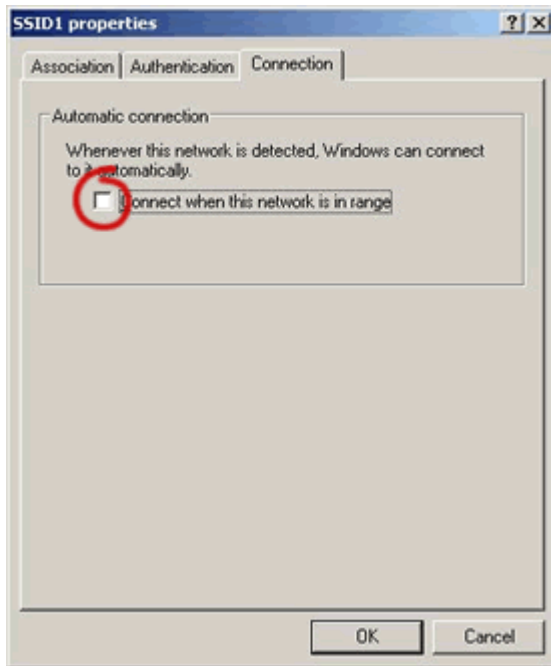 SSID1 properties
Association Authentication Connection
Automatic connection
Whenever this network is detected, Windows can connect
to it automatically.
Connect when this network is in range
OK Cancel